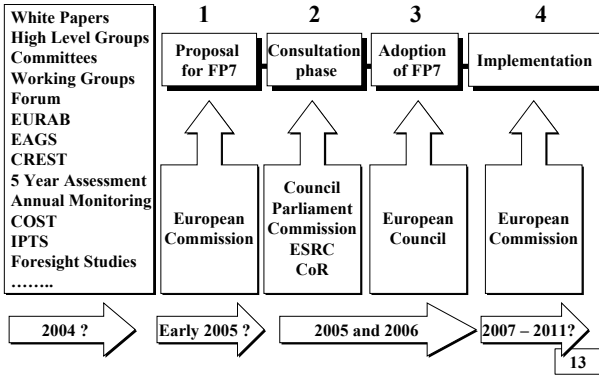 White Papers
High Level Groups
Committees
Working Groups
Forum
EURAB
EAGS
CREST
5 Year Assessment
Annual Monitoring
COST
IPTS
Foresight Studies
........
1
Proposal
for FP7
2
Consultation
phase
3
Adoption
of FP7
4
Implementation
European
Commission
Council
Parliament
Commission
ESRC
CoR
European
Council
European
Commission
2004 ?
Early 2005 ?
2005 and 2006
2007 – 2011?
13